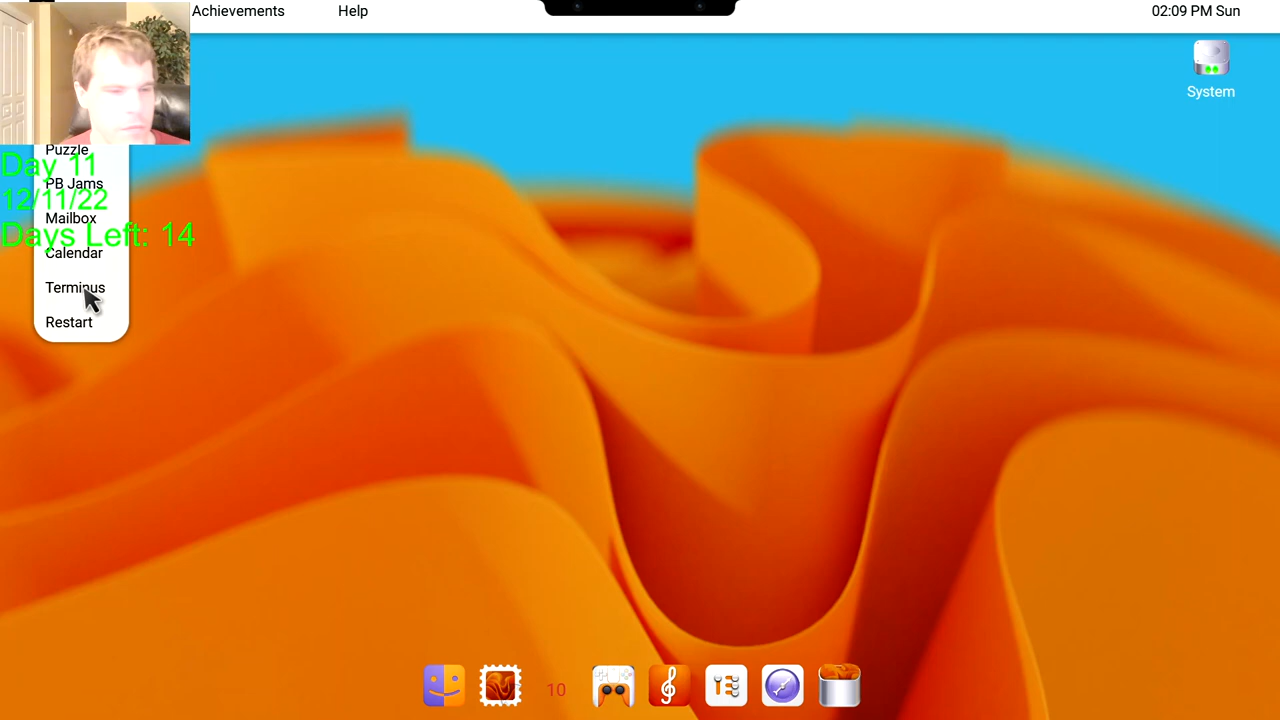 Achievements Help 02:09 PM Sun
System
Puzzle
Day 11
PB Jams
12/11/22
Mailbox
Days Left: 14
Calendar
Terminus
Restart
10